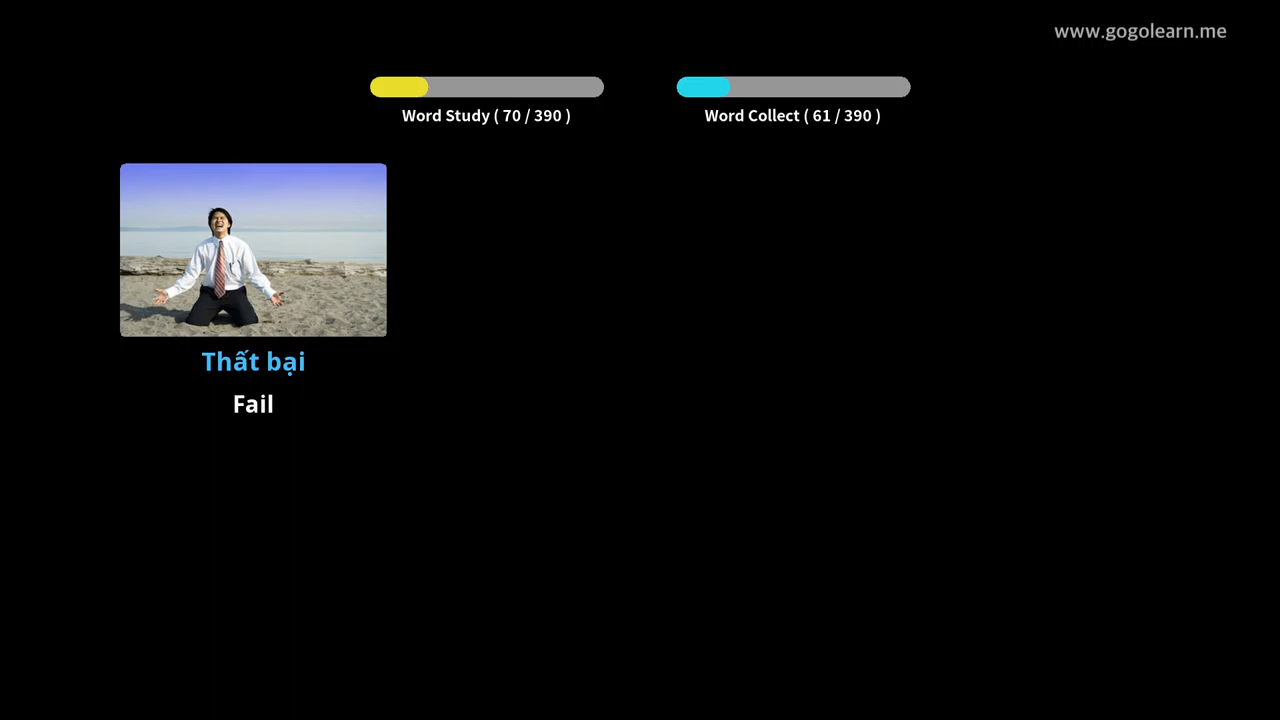 www.gogolearn.me
Word Study ( 70 / 390 )
Word Collect ( 61 / 390 )
Thất bại
Fail